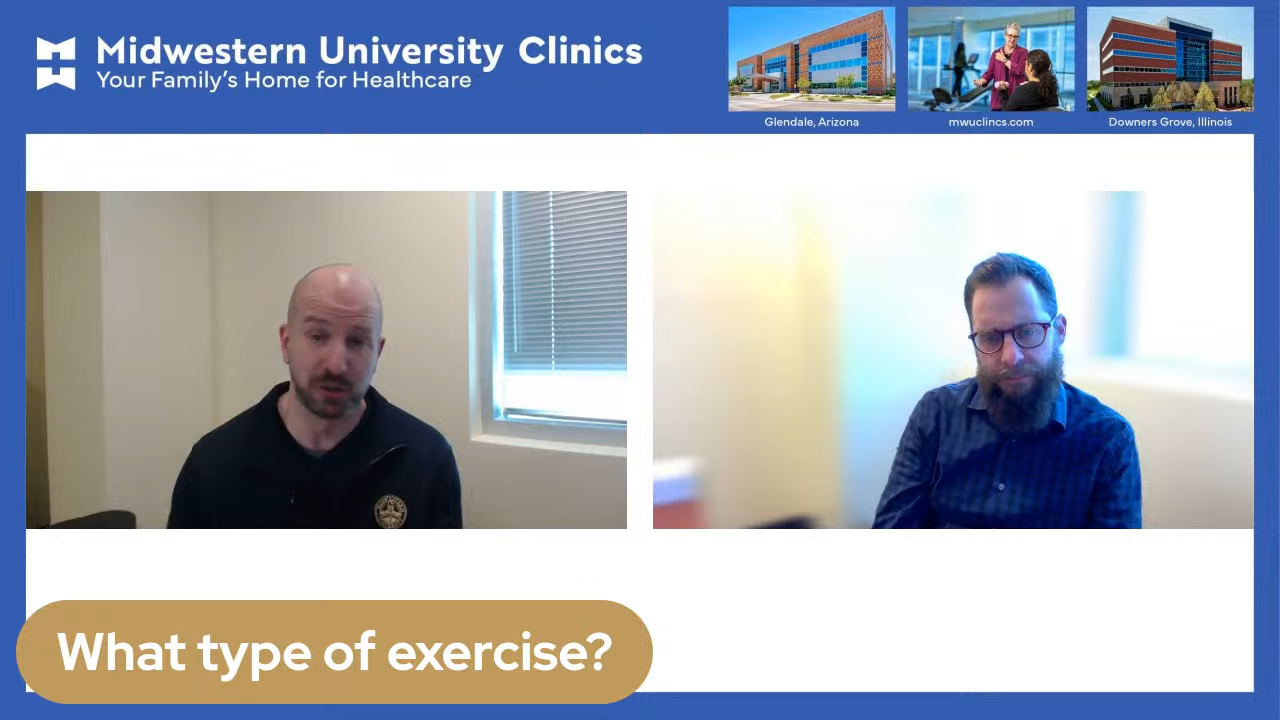 Midwestern University Clinics
Your Family's Home for Healthcare
Glendale, Arizona
mwuclincs.com
Downers Grove, Illinois
What type of exercise?